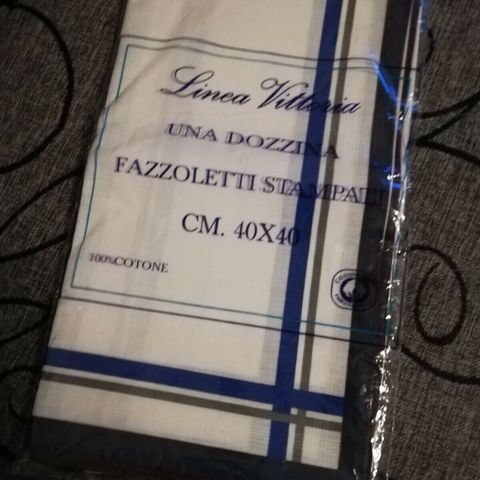 Linea Vittoria
UNA DOZZINA
FAZZOLETTI STAMPATI
CM. 40X40
100%COTONE